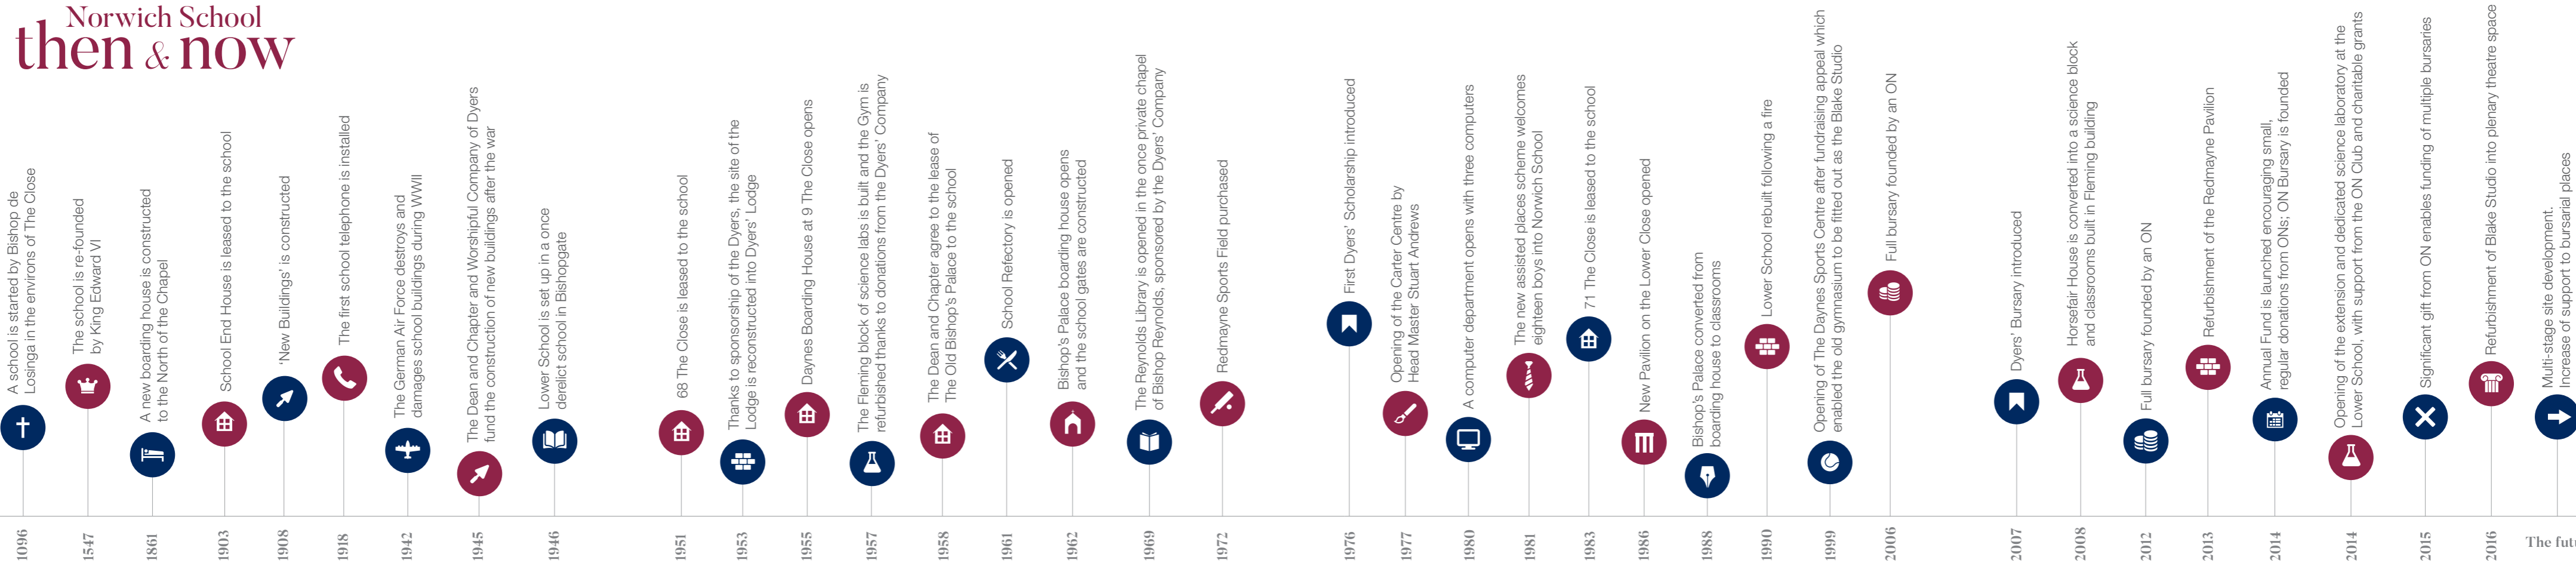 Norwich School
then & now
A school is started by Bishop de
Losinga in the environs of The Close
1096
The school is re-founded
by King Edward VI
1547
A new boarding house is constructed
to the North of the Chapel
1861
School End House is leased to the school
1903
'New Buildings' is constructed
1908
The first school telephone is installed
1918
The German Air Force destroys and
damages school buildings during WWII
1942
The Dean and Chapter and Worshipful Company of Dyers
fund the construction of new buildings after the war
1945
Lower School is set up in a once
derelict school in Bishopgate
1946
68 The Close is leased to the school
1951
Thanks to sponsorship of the Dyers, the site of the
Lodge is reconstructed into Dyers' Lodge
1953
Daynes Boarding House at 9 The Close opens
1955
The Fleming block of science labs is built and the Gym is
refurbished thanks to donations from the Dyers' Company
1957
The Dean and Chapter agree to the lease of
The Old Bishop's Palace to the school
1958
School Refectory is opened
1961
Bishop's Palace boarding house opens
and the school gates are constructed
1962
The Reynolds Library is opened in the once private chapel
of Bishop Reynolds, sponsored by the Dyers' Company
1969
Redmayne Sports Field purchased
1972
First Dyers' Scholarship introduced
1976
Opening of the Carter Centre by
Head Master Stuart Andrews
1977
A computer department opens with three computers
1980
The new assisted places scheme welcomes
eighteen boys into Norwich School
1981
71 The Close is leased to the school
1983
New Pavilion on the Lower Close opened
1986
Bishop's Palace converted from
boarding house to classrooms
1988
Lower School rebuilt following a fire
1990
Opening of The Daynes Sports Centre after fundraising appeal which
enabled the old gymnasium to be fitted out as the Blake Studio
1999
Full bursary founded by an ON
2006
Dyers' Bursary introduced
2007
Horsefair House is converted into a science block
and classrooms built in Fleming building
2008
Full bursary founded by an ON
2012
Refurbishment of the Redmayne Pavilion
2013
Annual Fund is launched encouraging small,
regular donations from ONs; ON Bursary is founded
2014
Opening of the extension and dedicated science laboratory at the
Lower School, with support from the ON Club and charitable grants
2014
Significant gift from ON enables funding of multiple bursaries
2015
Refurbishment of Blake Studio into plenary theatre space
2016
Multi-stage site development.
Increase of support to bursarial places
The fut